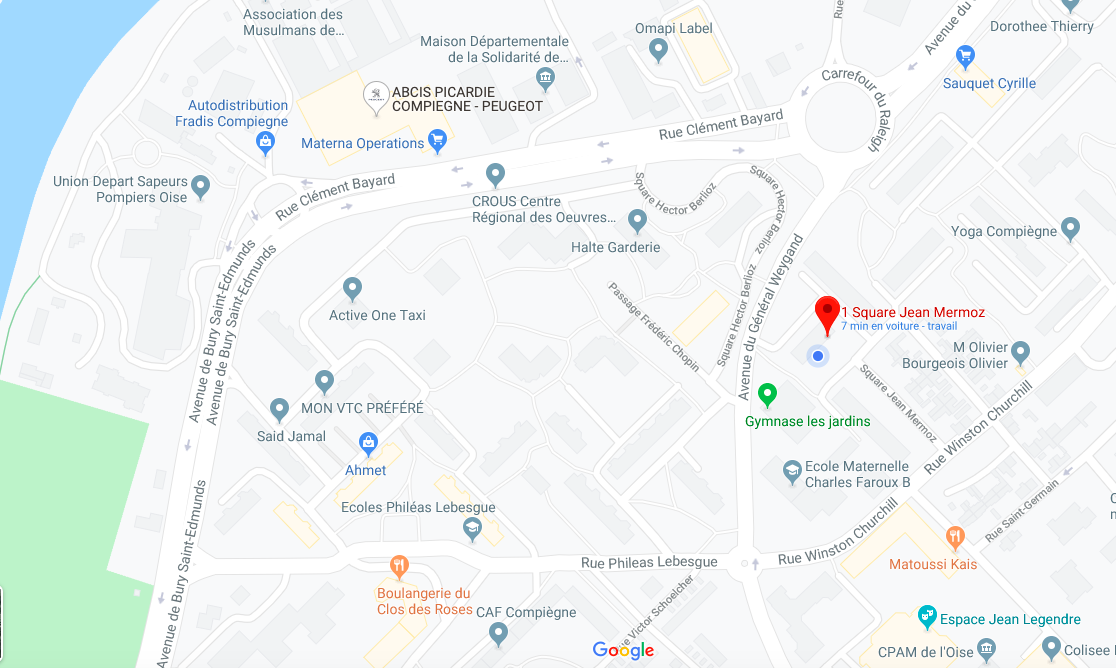 Association des
Musulmans de...
Rue
Avenue du
Dorothee Thierry
Omapi Label
Maison Départementale
de la Solidarité de...
Sauquet Cyrille
Carrefour du Raleigh
ABCIS PICARDIE
COMPIEGNE - PEUGEOT
Autodistribution
Fradis Compiegne
Materna Operations
Rue Clément Bayard
Rue Clément Bayard
Union Depart Sapeurs
Pompiers Oise
CROUS Centre
Régional des Oeuvres...
Square Hector Berlioz
Square Hector Berlioz
Halte Garderie
Yoga Compiègne
Avenue de Bury Saint-Edmunds
Avenue de Bury Saint-Edmunds
Active One Taxi
Passage Frédéric Chopin
Square Hector Berlioz
Avenue du Général Weygand
1 Square Jean Mermoz
7 min en voiture - travail
M Olivier
Bourgeois Olivier
MON VTC PRÉFÉRÉ
Said Jamal
Square Jean Mermoz
Gymnase les jardins
Rue Winston Churchill
Ahmet
Ecole Maternelle
Charles Faroux B
Ecoles Philéas Lebesgue
Avenue de Bury Saint-Edmunds
Rue Saint-Germain
Rue Phileas Lebesgue
Rue Winston Churchill
Matoussi Kais
Boulangerie du
Clos des Roses
CAF Compiègne
Rue Victor Schoelcher
Avenue de Bury Saint-Edmunds
Espace Jean Legendre
Google
CPAM de l'Oise
Colisee